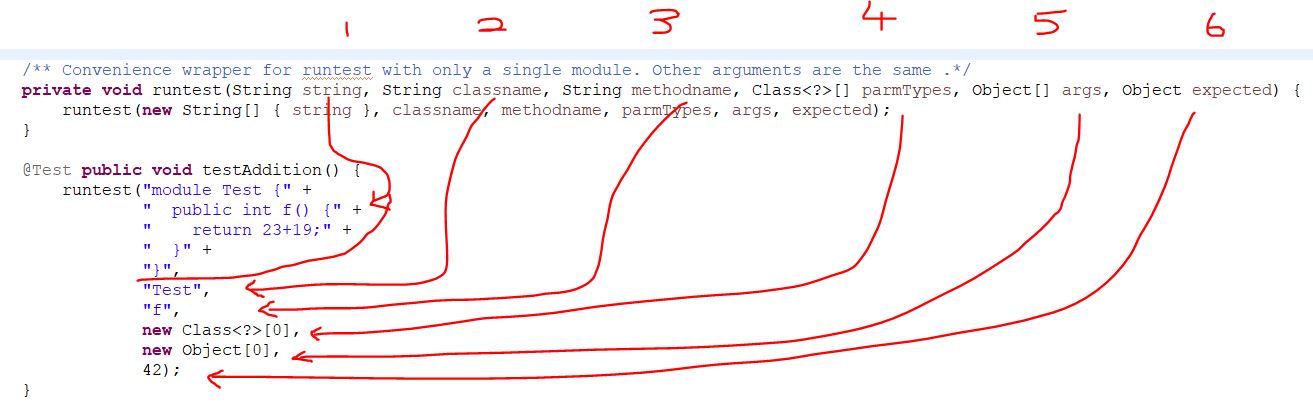 1 2 3 4 5 6
/** Convenience wrapper for runtest with only a single module. Other arguments are the same .*/
private void runtest(String string, String classname, String methodname, Class<?>[] parmTypes, Object[] args, Object expected) {
runtest(new String[] { string }, classname, methodname, parmTypes, args, expected);
}
@Test public void testAddition() {
runtest("module Test {" +
"  public int f() {" +
"    return 23+19;" +
"  }" +
"}",
"Test",
"f",
new Class<?>[0],
new Object[0],
42);
}